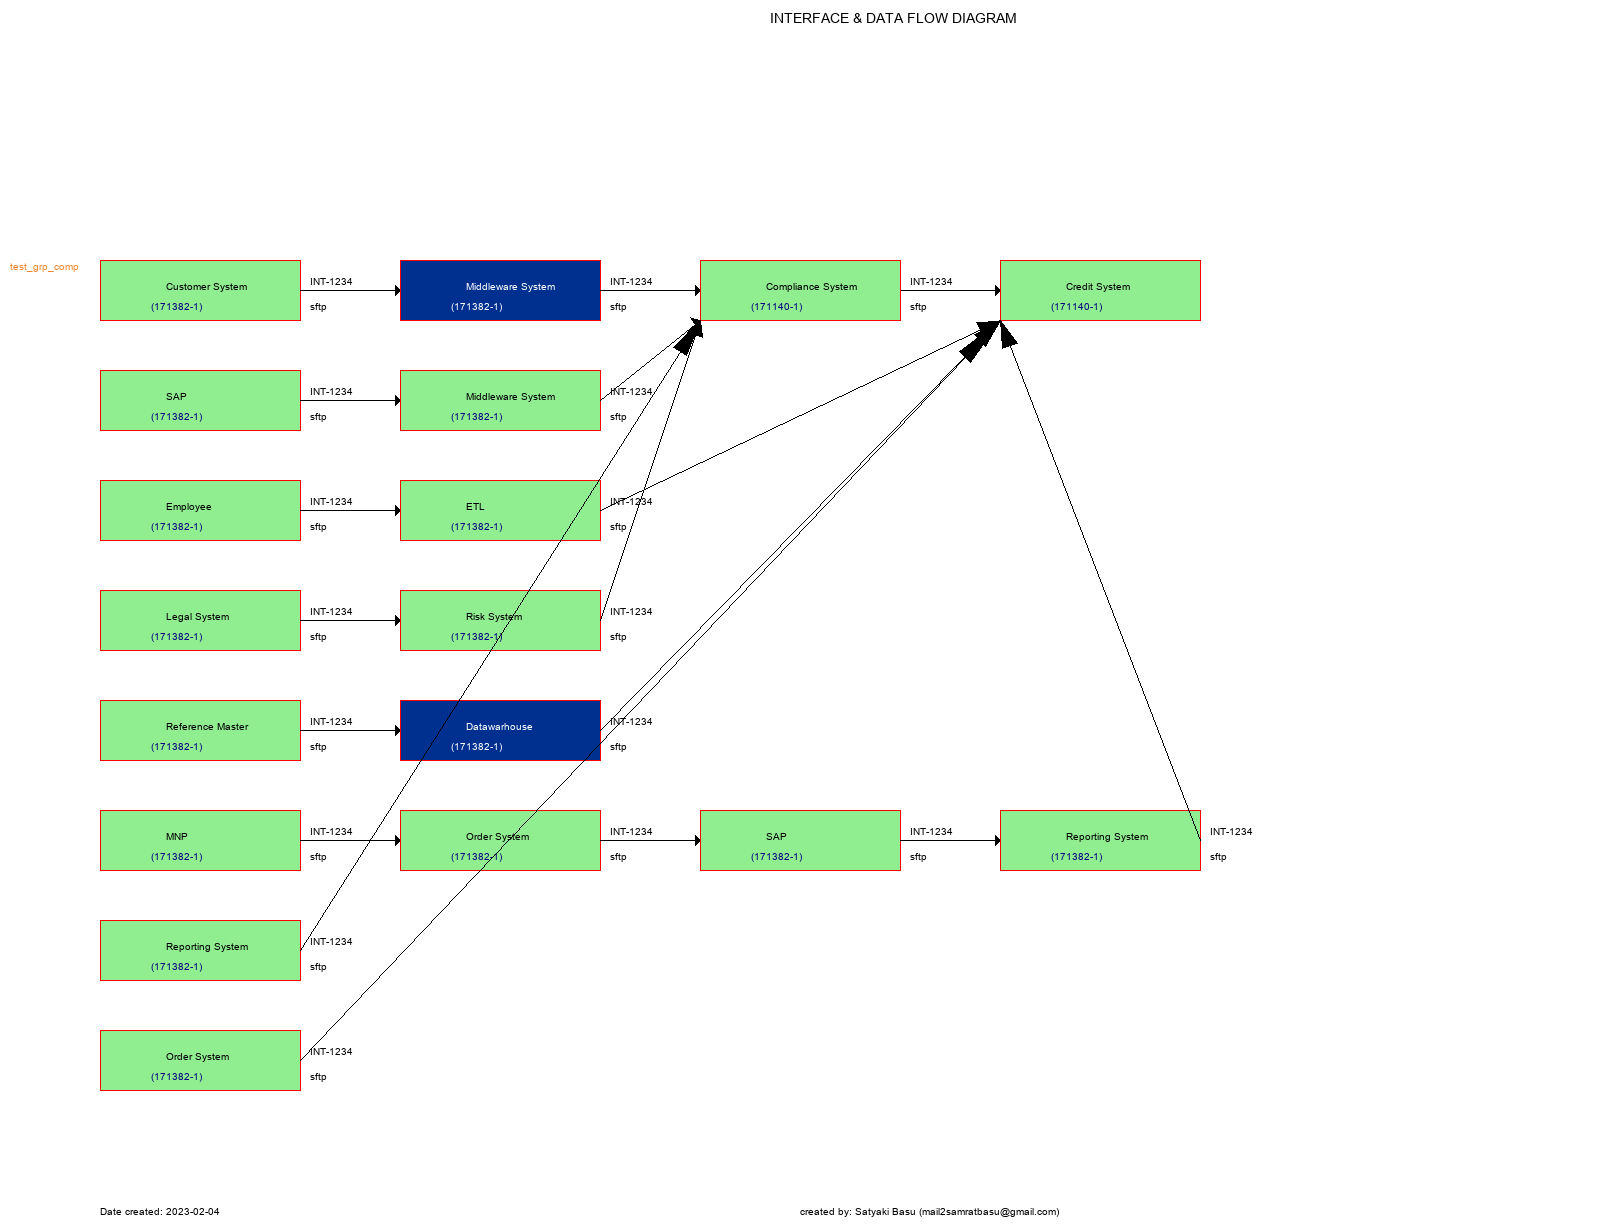 INTERFACE & DATA FLOW DIAGRAM
test_grp_comp
Customer System
(171382-1)
INT-1234
sftp
Middleware System
(171382-1)
INT-1234
sftp
Compliance System
(171140-1)
INT-1234
sftp
Credit System
(171140-1)
SAP
(171382-1)
INT-1234
sftp
Middleware System
(171382-1)
INT-1234
sftp
Employee
(171382-1)
INT-1234
sftp
ETL
(171382-1)
INT-1234
sftp
Legal System
(171382-1)
INT-1234
sftp
Risk System
(171382-1)
INT-1234
sftp
Reference Master
(171382-1)
INT-1234
sftp
Datawarhouse
(171382-1)
INT-1234
sftp
MNP
(171382-1)
INT-1234
sftp
Order System
(171382-1)
INT-1234
sftp
SAP
(171382-1)
INT-1234
sftp
Reporting System
(171382-1)
INT-1234
sftp
Reporting System
(171382-1)
INT-1234
sftp
Order System
(171382-1)
INT-1234
sftp
Date created: 2023-02-04
created by: Satyaki Basu (mail2samratbasu@gmail.com)